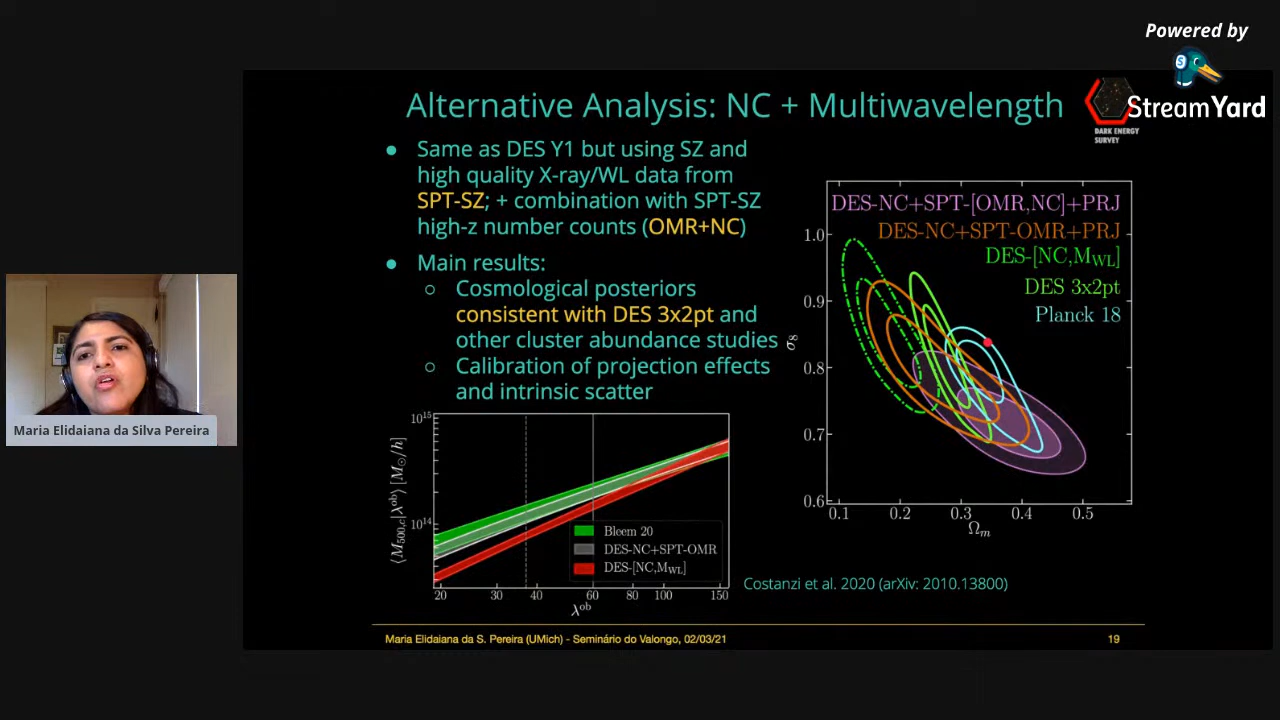 Powered by
StreamYard
DARK ENERGY
SURVEY
Alternative Analysis: NC + Multiwavelength
● Same as DES Y1 but using SZ and
high quality X-ray/WL data from
SPT-SZ; + combination with SPT-SZ
high-z number counts (OMR+NC)
● Main results:
○ Cosmological posteriors
consistent with DES 3x2pt and
other cluster abundance studies
○ Calibration of projection effects
and intrinsic scatter
Maria Elidaiana da Silva Pereira
10¹⁵
10¹⁴
⟨M₅₀₀,c|λᵒᵇ⟩ [M☉/h]
Bleem 20
DES-NC+SPT-OMR
DES-[NC,M_WL]
20 30 40 60 80 100 150
λᵒᵇ
DES-NC+SPT-[OMR,NC]+PRJ
DES-NC+SPT-OMR+PRJ
DES-[NC,M_WL]
DES 3x2pt
Planck 18
1.0
0.9
0.8
0.7
0.6
σ₈
0.1 0.2 0.3 0.4 0.5
Ωₘ
Costanzi et al. 2020 (arXiv: 2010.13800)
Maria Elidaiana da S. Pereira (UMich) - Seminário do Valongo, 02/03/21
19